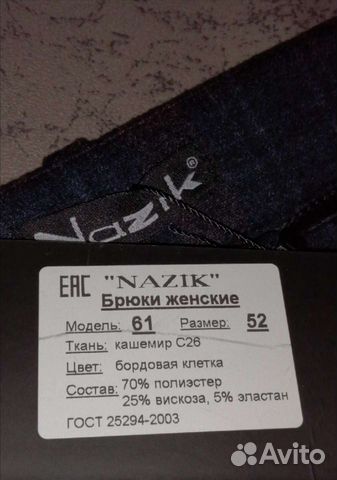 Nazik®
EAC "NAZIK"
Брюки женские
Модель: 61 Размер: 52
Ткань: кашемир С26
Цвет: бордовая клетка
Состав: 70% полиэстер
25% вискоза, 5% эластан
ГОСТ 25294-2003
Avito